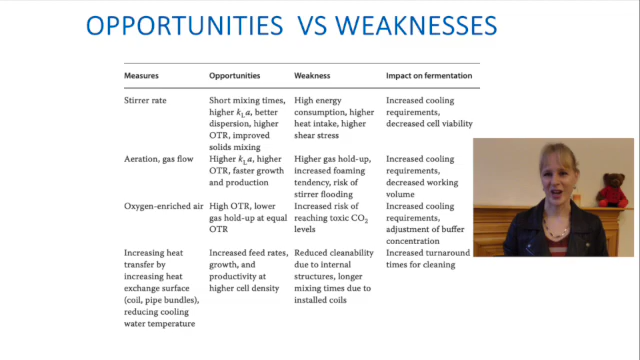 OPPORTUNITIES VS WEAKNESSES
Measures Opportunities Weakness Impact on fermentation
Stirrer rate Short mixing times, High energy Increased cooling
higher kLa, better consumption, higher requirements,
dispersion, higher heat intake, higher decreased cell viability
OTR, improved shear stress
solids mixing
Aeration, gas flow Higher kLa, higher Higher gas hold-up, Increased cooling
OTR, faster growth increased foaming requirements,
and production tendency, risk of decreased working
stirrer flooding volume
Oxygen-enriched air High OTR, lower Increased risk of Increased cooling
gas hold-up at equal reaching toxic CO2 requirements,
OTR levels adjustment of buffer
concentration
Increasing heat Increased feed rates, Reduced cleanability Increased turnaround
transfer by growth, and due to internal times for cleaning
increasing heat productivity at structures, longer
exchange surface higher cell density mixing times due to
(coil, pipe bundles), installed coils
reducing cooling
water temperature